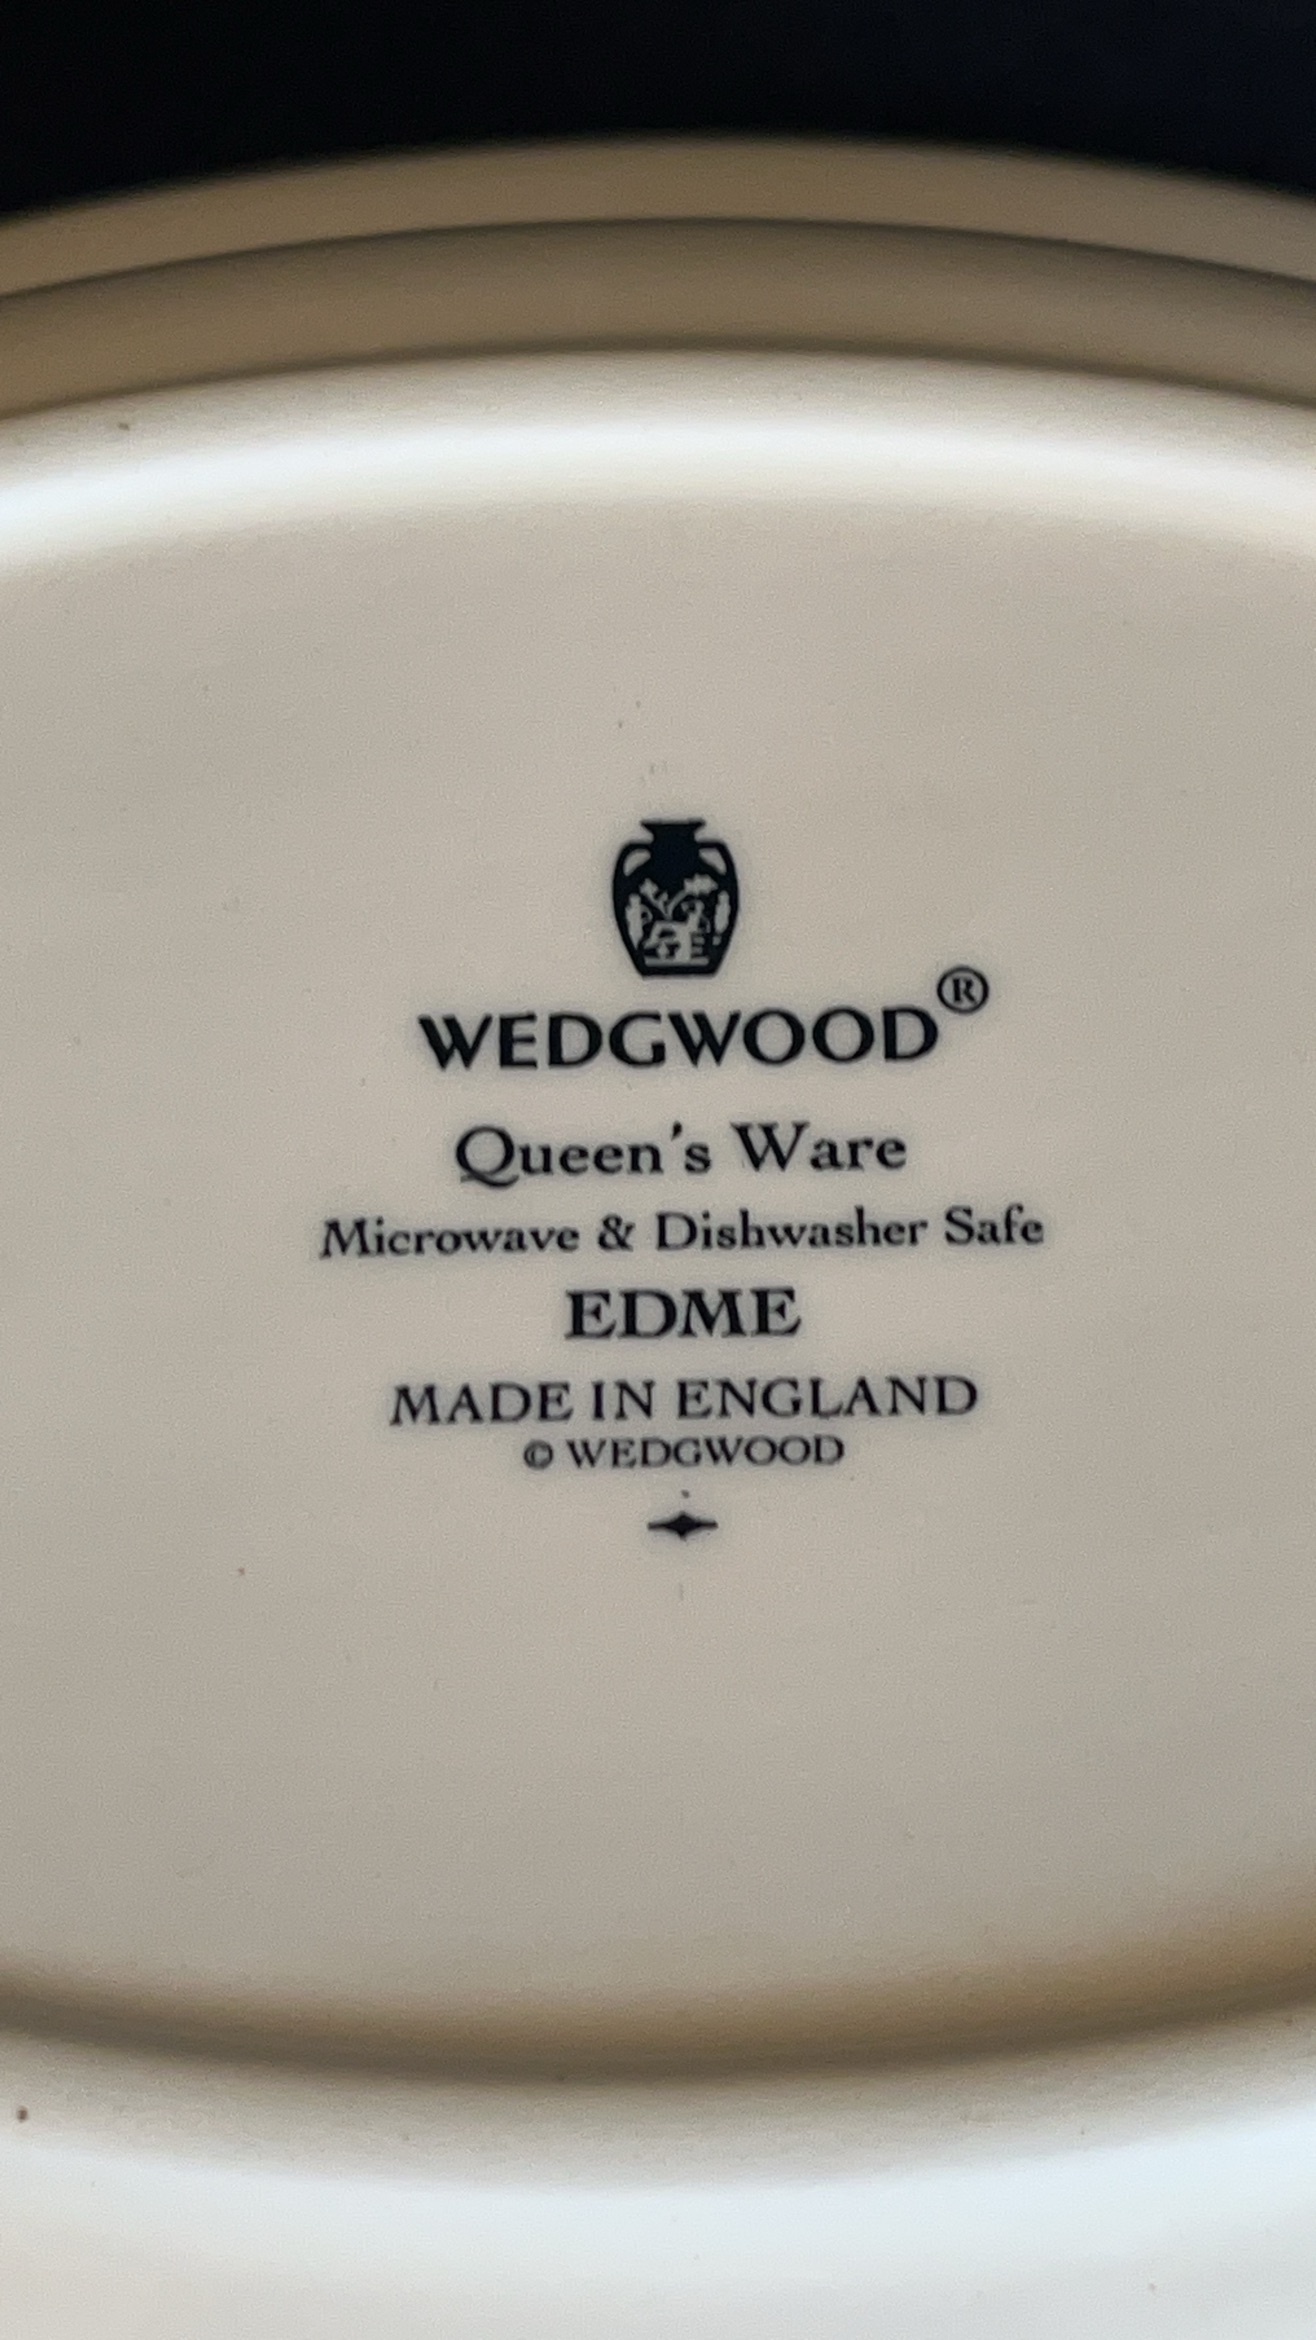 WEDGWOOD®
Queen's Ware
Microwave & Dishwasher Safe
EDME
MADE IN ENGLAND
© WEDGWOOD